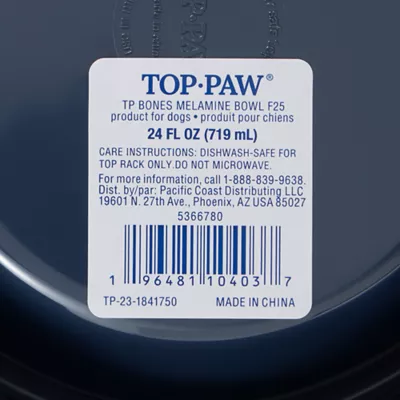 TOP·PAW®
TP BONES MELAMINE BOWL F25
product for dogs • produit pour chiens
24 FL OZ (719 mL)
CARE INSTRUCTIONS: DISHWASH-SAFE FOR
TOP RACK ONLY DO NOT MICROWAVE.
For more information, call 1-888-839-9638.
Dist. by/par: Pacific Coast Distributing LLC
19601 N. 27th Ave., Phoenix, AZ USA 85027
5366780
1 96481 10403 7
TP-23-1841750 MADE IN CHINA